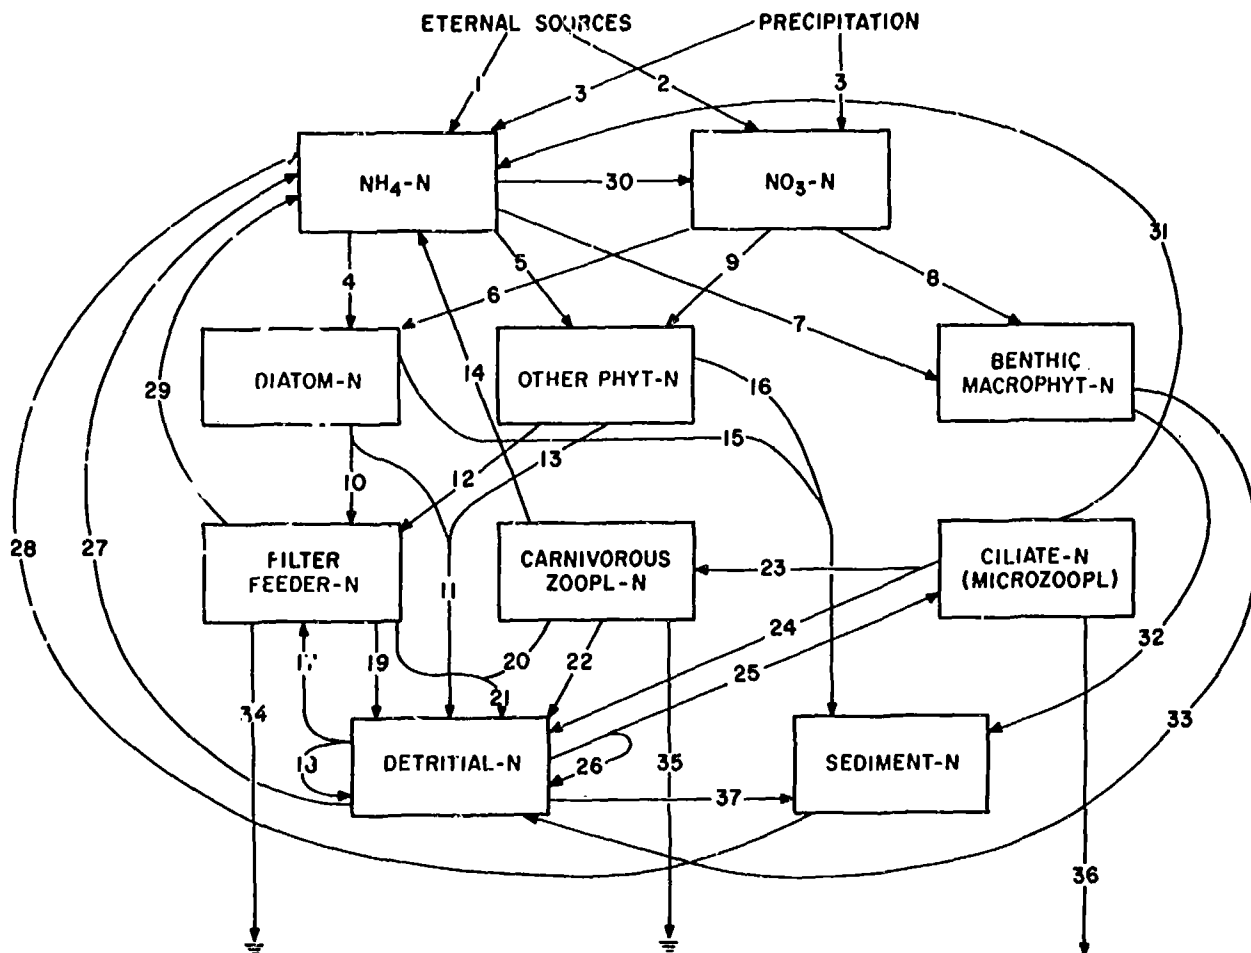 ETERNAL SOURCES
PRECIPITATION
1
3
2
3
NH4-N
30
NO3-N
31
4
5
6
9
8
7
DIATOM-N
14
OTHER PHYT-N
16
BENTHIC
MACROPHYT-N
29
15
10
12
13
28
27
FILTER
FEEDER-N
11
CARNIVOROUS
ZOOPL-N
23
CILIATE-N
(MICROZOOPL)
24
32
19
20
22
25
34
21
33
DETRITIAL-N
26
35
SEDIMENT-N
37
36